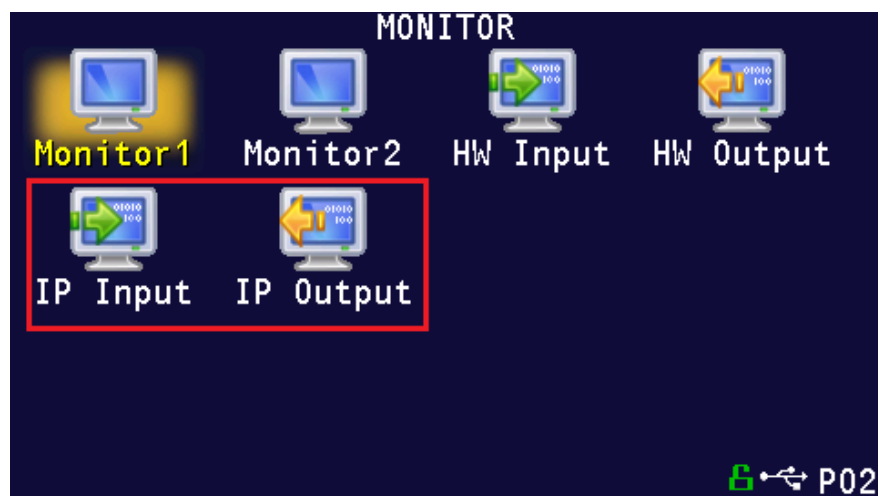 MONITOR
Monitor1 Monitor2 HW Input HW Output
IP Input IP Output
P02